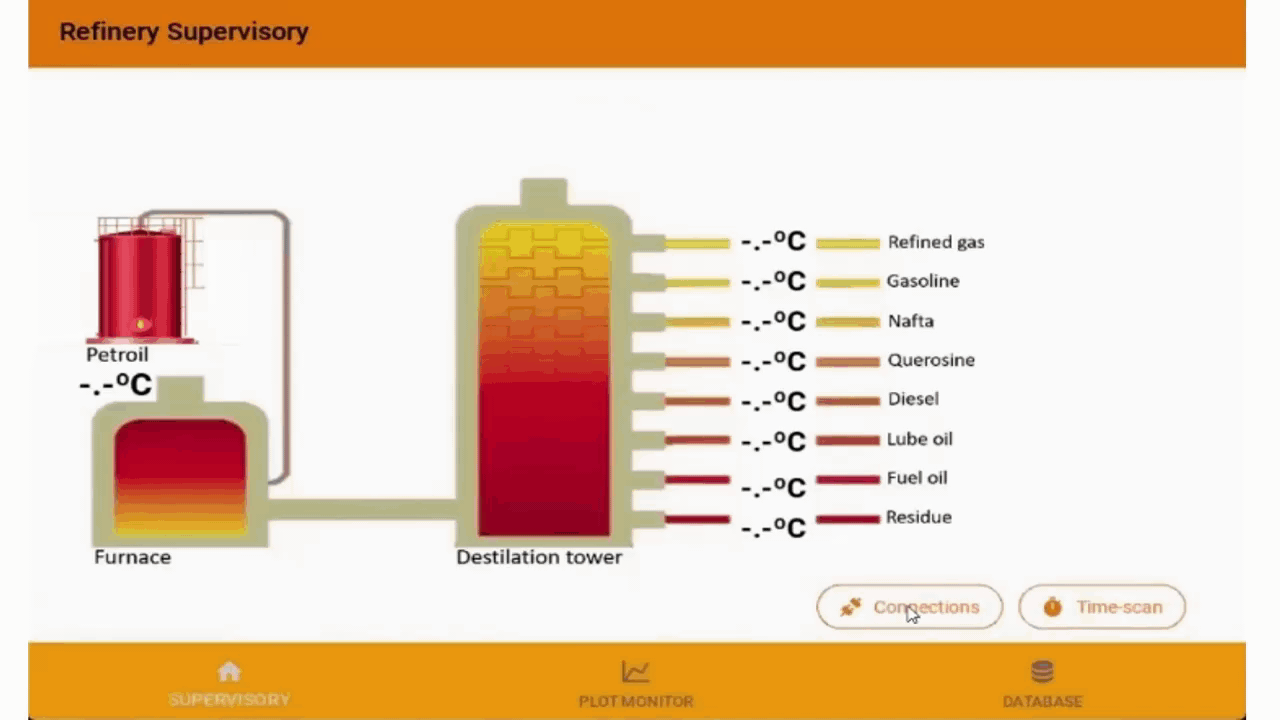 Refinery Supervisory
-.-ºC Refined gas
-.-ºC Gasoline
-.-ºC Nafta
-.-ºC Querosine
-.-ºC Diesel
-.-ºC Lube oil
-.-ºC Fuel oil
-.-ºC Residue
Petroil
-.-ºC
Furnace
Destilation tower
Connections
Time-scan
SUPERVISORY
PLOT MONITOR
DATABASE